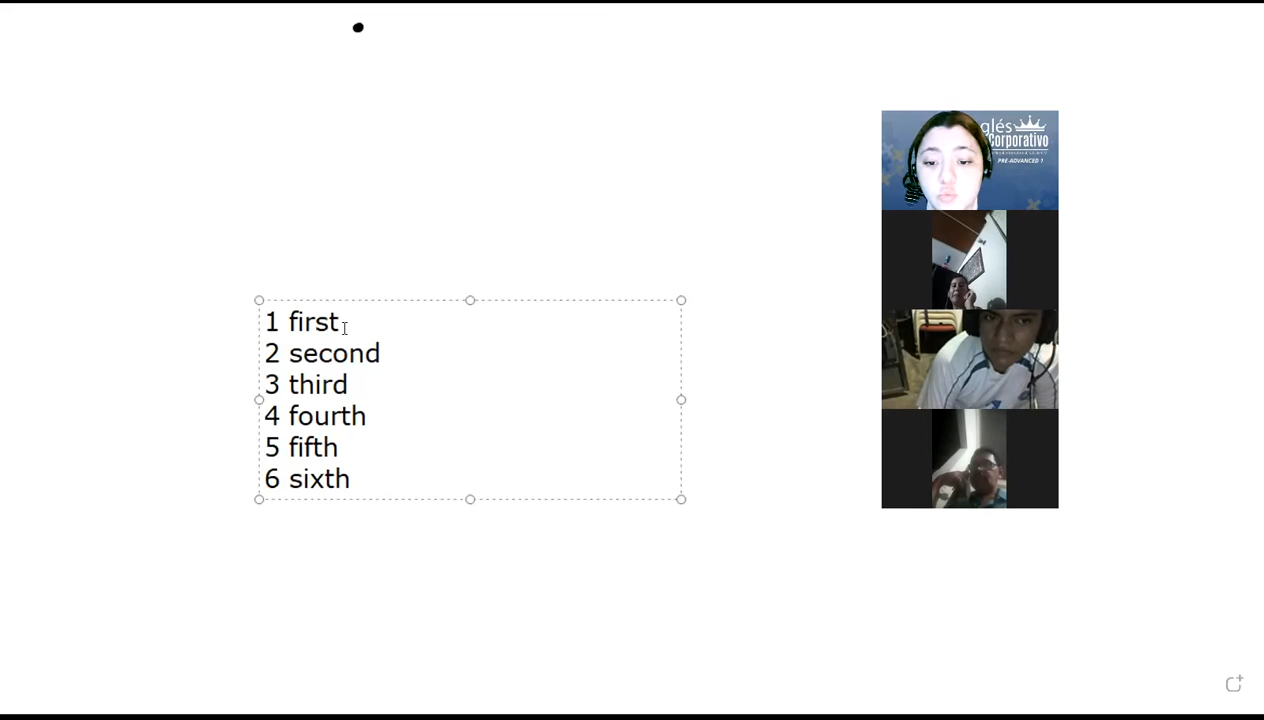 glés
Corporativo
PRE-ADVANCED 1
1 first
2 second
3 third
4 fourth
5 fifth
6 sixth